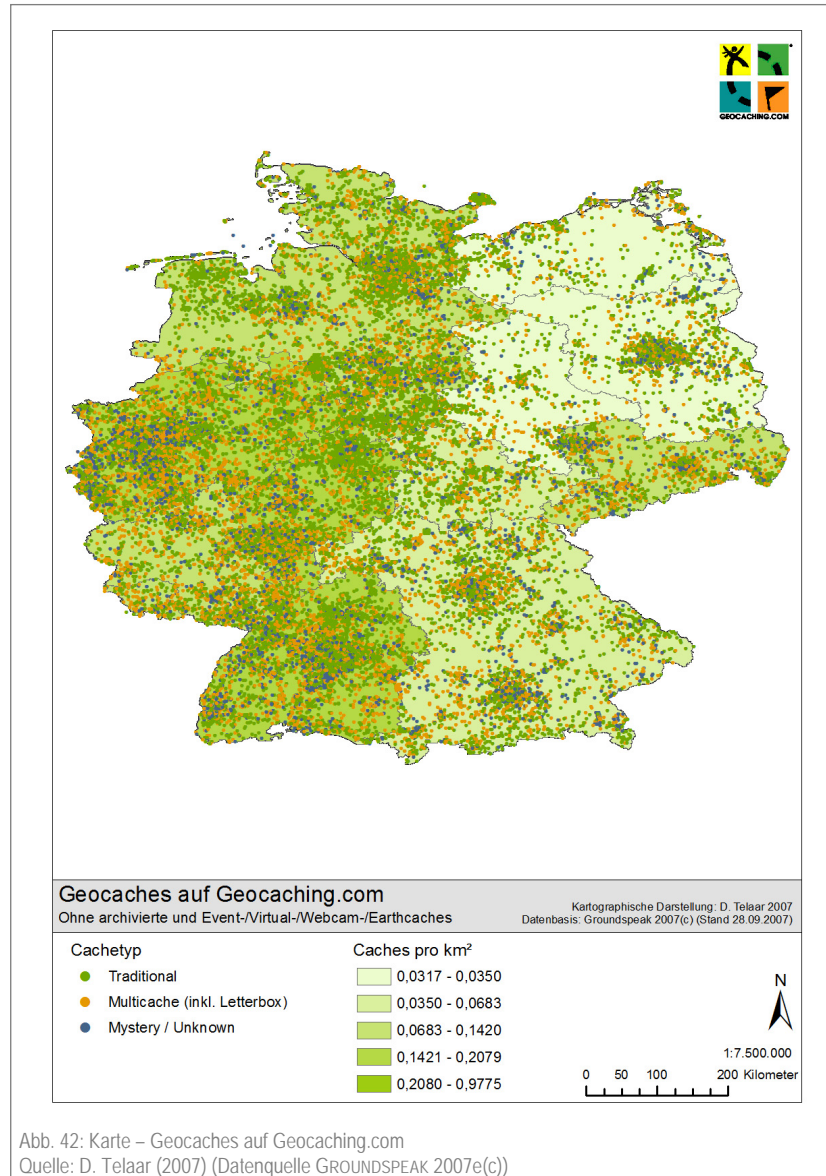 GEOCACHING.COM
Geocaches auf Geocaching.com
Ohne archivierte und Event-/Virtual-/Webcam-/Earthcaches
Kartographische Darstellung: D. Telaar 2007
Datenbasis: Groundspeak 2007(c) (Stand 28.09.2007)
Cachetyp
Traditional
Multicache (inkl. Letterbox)
Mystery / Unknown
Caches pro km²
0,0317 - 0,0350
0,0350 - 0,0683
0,0683 - 0,1420
0,1421 - 0,2079
0,2080 - 0,9775
N
1:7.500.000
0 50 100 200 Kilometer
Abb. 42: Karte – Geocaches auf Geocaching.com
Quelle: D. Telaar (2007) (Datenquelle GROUNDSPEAK 2007e(c))